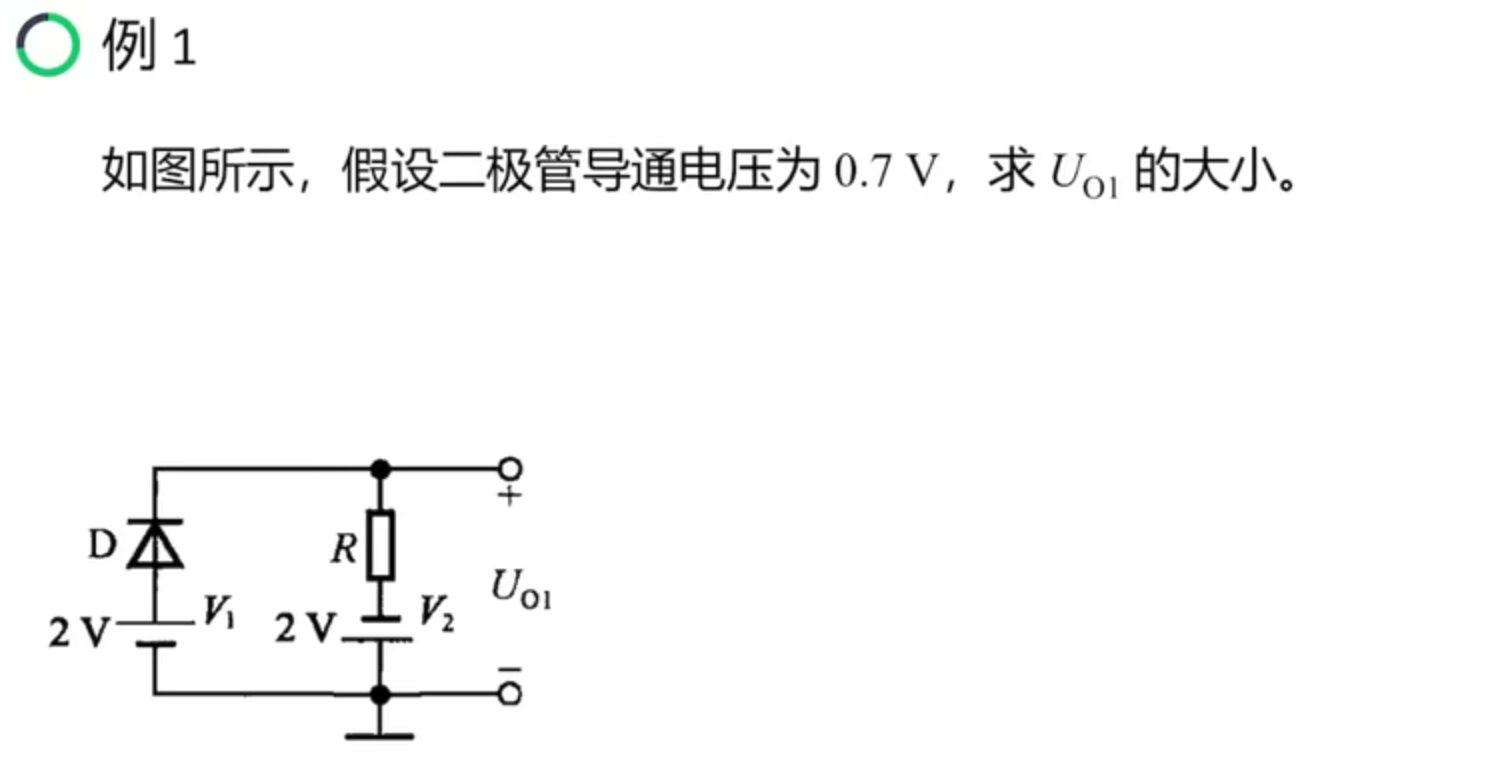 例 1
如图所示，假设二极管导通电压为 0.7 V，求 U_{O1} 的大小。
+
D
R
U_{O1}
2 V
V_1
2 V
V_2
−